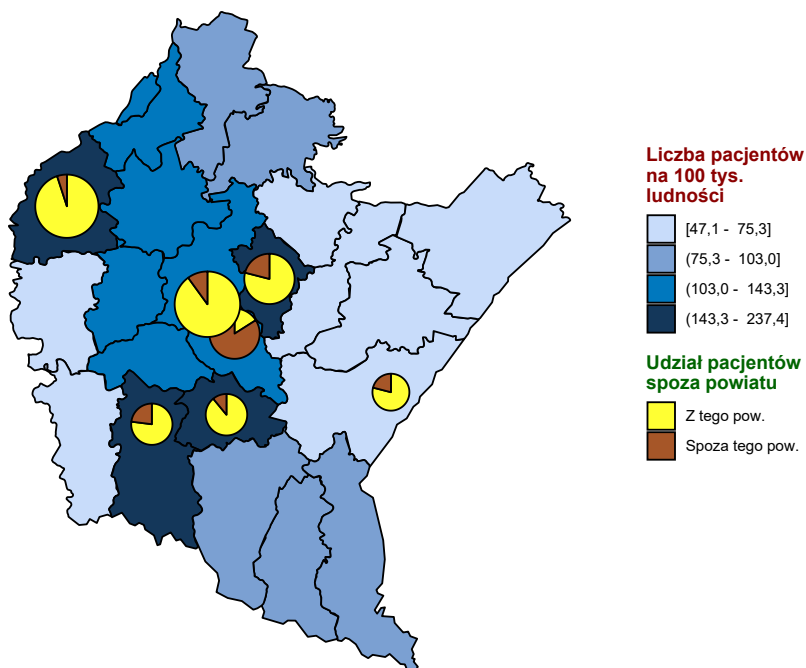 Liczba pacjentów
na 100 tys.
ludności
[47,1 - 75,3]
(75,3 - 103,0]
(103,0 - 143,3]
(143,3 - 237,4]
Udział pacjentów
spoza powiatu
Z tego pow.
Spoza tego pow.